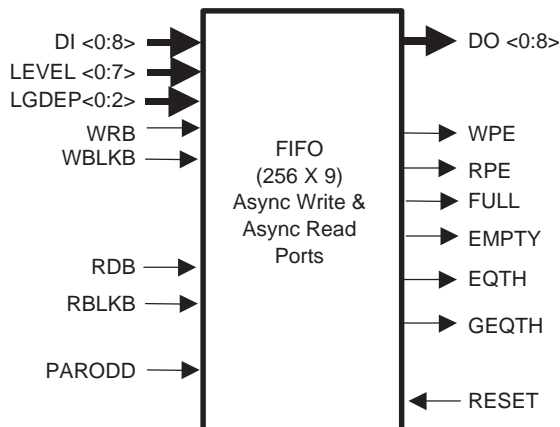 DI <0:8>
LEVEL <0:7>
LGDEP<0:2>
WRB
WBLKB
RDB
RBLKB
PARODD
FIFO
(256 X 9)
Async Write &
Async Read
Ports
DO <0:8>
WPE
RPE
FULL
EMPTY
EQTH
GEQTH
RESET